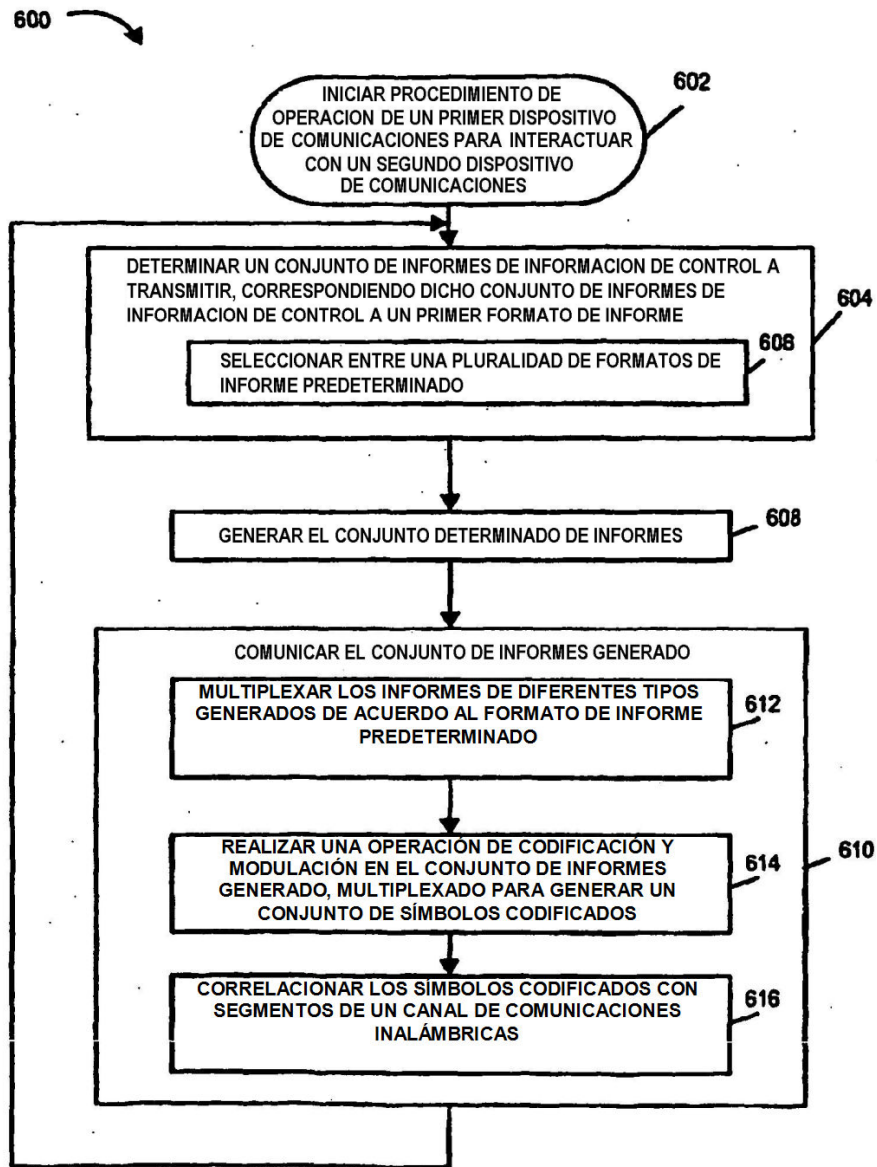 600
602
INICIAR PROCEDIMIENTO DE
OPERACION DE UN PRIMER DISPOSITIVO
DE COMUNICACIONES PARA INTERACTUAR
CON UN SEGUNDO DISPOSITIVO
DE COMUNICACIONES
DETERMINAR UN CONJUNTO DE INFORMES DE INFORMACION DE CONTROL A
TRANSMITIR, CORRESPONDIENDO DICHO CONJUNTO DE INFORMES DE
INFORMACION DE CONTROL A UN PRIMER FORMATO DE INFORME
604
608
SELECCIONAR ENTRE UNA PLURALIDAD DE FORMATOS DE
INFORME PREDETERMINADO
GENERAR EL CONJUNTO DETERMINADO DE INFORMES
608
COMUNICAR EL CONJUNTO DE INFORMES GENERADO
MULTIPLEXAR LOS INFORMES DE DIFERENTES TIPOS
GENERADOS DE ACUERDO AL FORMATO DE INFORME
PREDETERMINADO
612
REALIZAR UNA OPERACIÓN DE CODIFICACIÓN Y
MODULACIÓN EN EL CONJUNTO DE INFORMES
GENERADO, MULTIPLEXADO PARA GENERAR UN
CONJUNTO DE SÍMBOLOS CODIFICADOS
614
610
CORRELACIONAR LOS SÍMBOLOS CODIFICADOS CON
SEGMENTOS DE UN CANAL DE COMUNICACIONES
INALÁMBRICAS
616